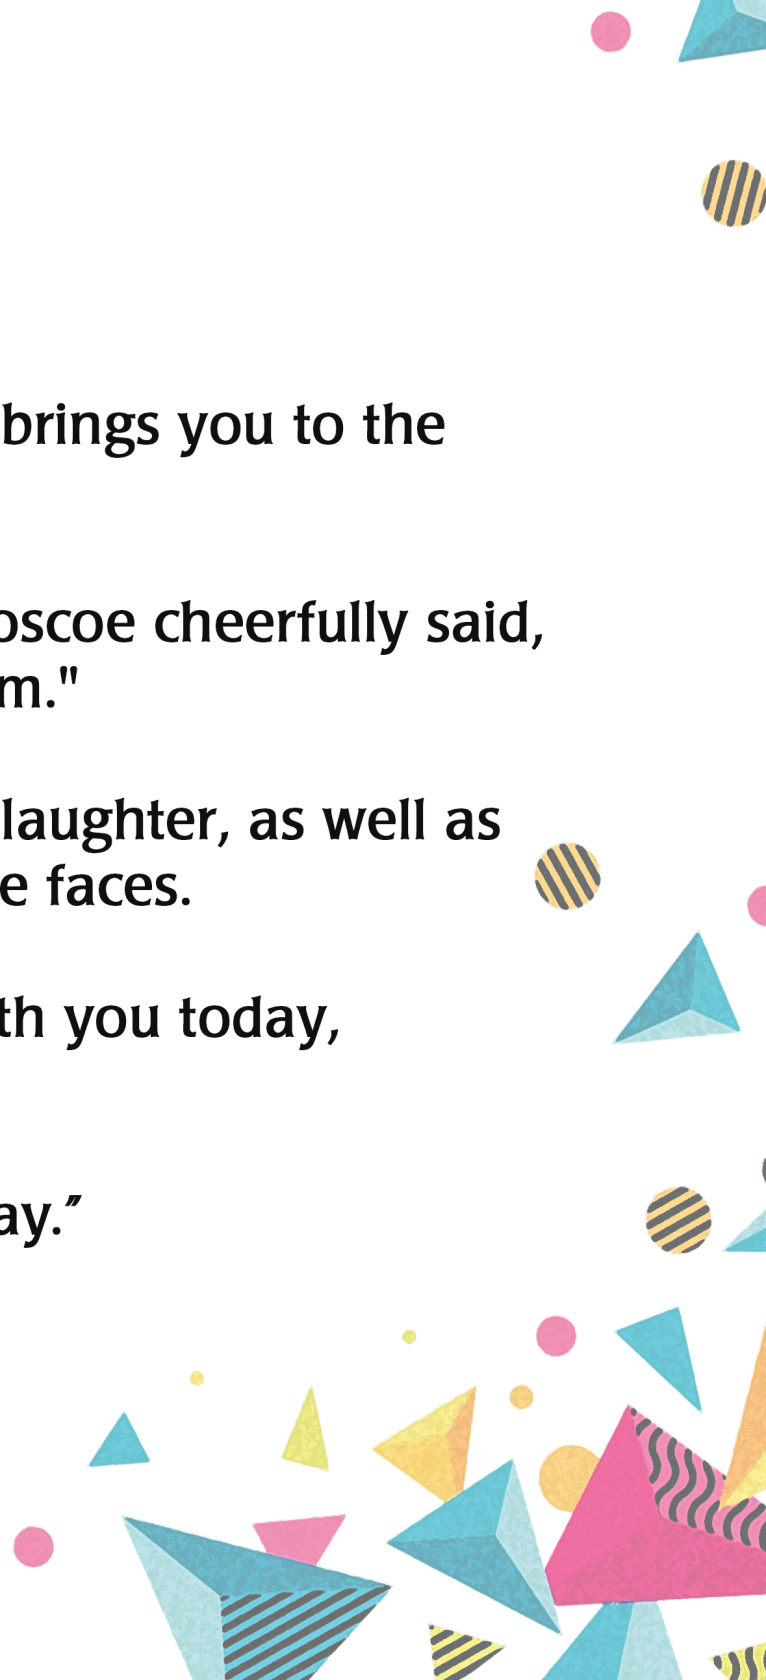 brings you to the
oscoe cheerfully said,
m."
laughter, as well as
e faces.
th you today,
ay.”